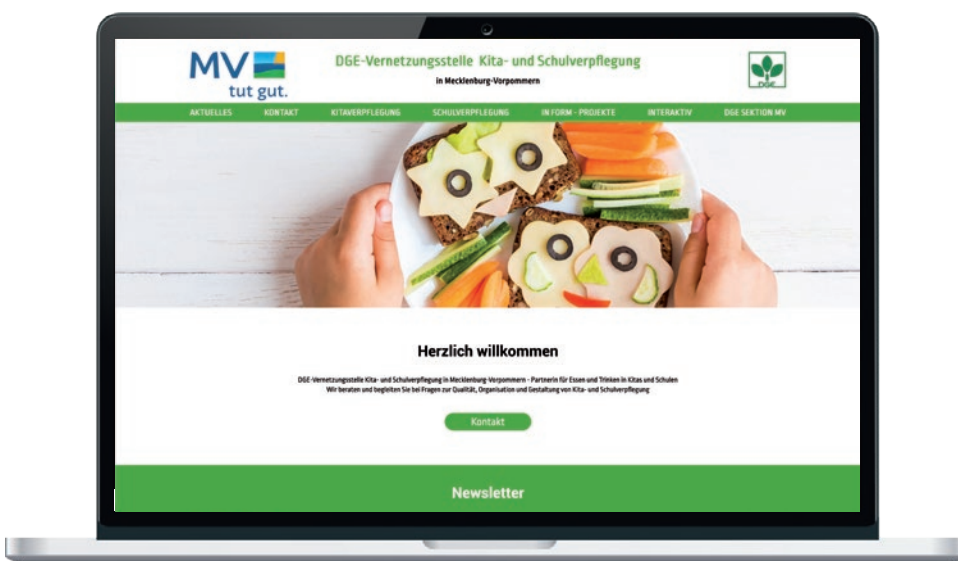 MV
tut gut.
DGE-Vernetzungsstelle Kita- und Schulverpflegung
in Mecklenburg-Vorpommern
DGE
AKTUELLES KONTAKT KITAVERPFLEGUNG SCHULVERPFLEGUNG IN FORM - PROJEKTE INTERAKTIV DGE SEKTION MV
Herzlich willkommen
DGE-Vernetzungsstelle Kita- und Schulverpflegung in Mecklenburg-Vorpommern - Partnerin für Essen und Trinken in Kitas und Schulen
Wir beraten und begleiten Sie bei Fragen zur Qualität, Organisation und Gestaltung von Kita- und Schulverpflegung
Kontakt
Newsletter